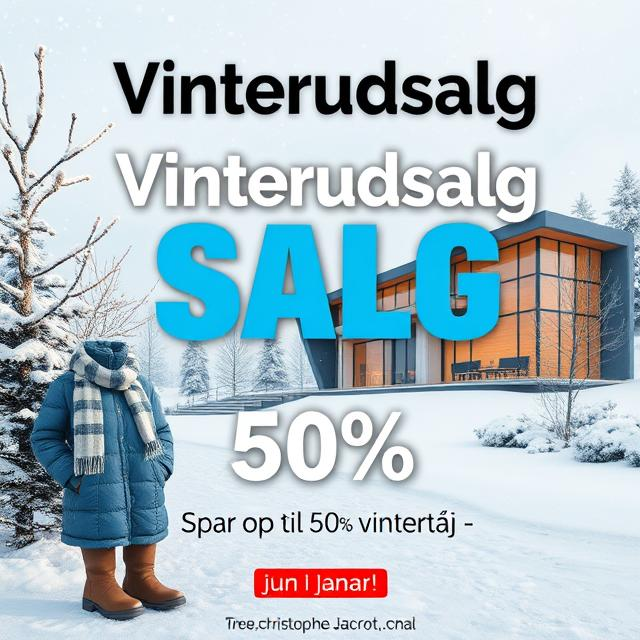 Vinterudsalg
Vinterudsalg
SALG
50%
Spar op til 50% vintertåj -
jun I Janar!
Tree,christophe Jacrot,.cnal